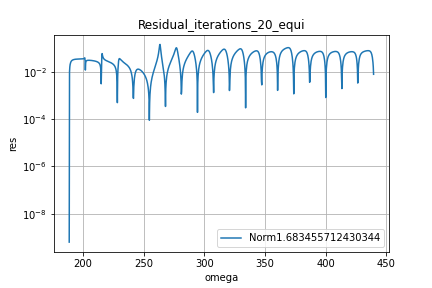 Residual_iterations_20_equi
res
10⁻²
10⁻⁴
10⁻⁶
10⁻⁸
Norm1.683455712430344
200 250 300 350 400 450
omega